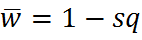 w̅ = 1 − sq